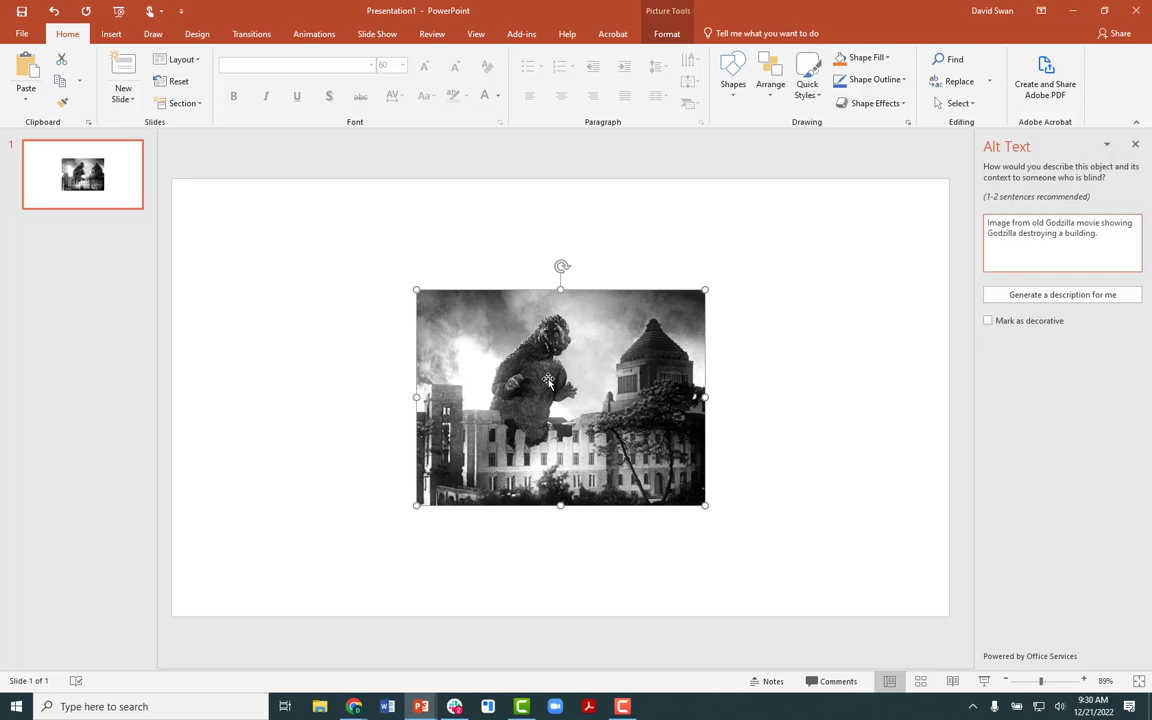 Presentation1 - PowerPoint
Picture Tools
David Swan
File
Home
Insert
Draw
Design
Transitions
Animations
Slide Show
Review
View
Add-ins
Help
Acrobat
Format
Tell me what you want to do
Share
Paste
Clipboard
New
Slide
Layout
Reset
Section
Slides
60
B I U S abc AV Aa A
Font
Paragraph
Shapes
Arrange
Quick
Styles
Shape Fill
Shape Outline
Shape Effects
Drawing
Find
Replace
Select
Editing
Create and Share
Adobe PDF
Adobe Acrobat
1
Alt Text
How would you describe this object and its
context to someone who is blind?
(1-2 sentences recommended)
Image from old Godzilla movie showing
Godzilla destroying a building.
Generate a description for me
Mark as decorative
Powered by Office Services
Slide 1 of 1
Notes
Comments
89%
Type here to search
9:30 AM
12/21/2022